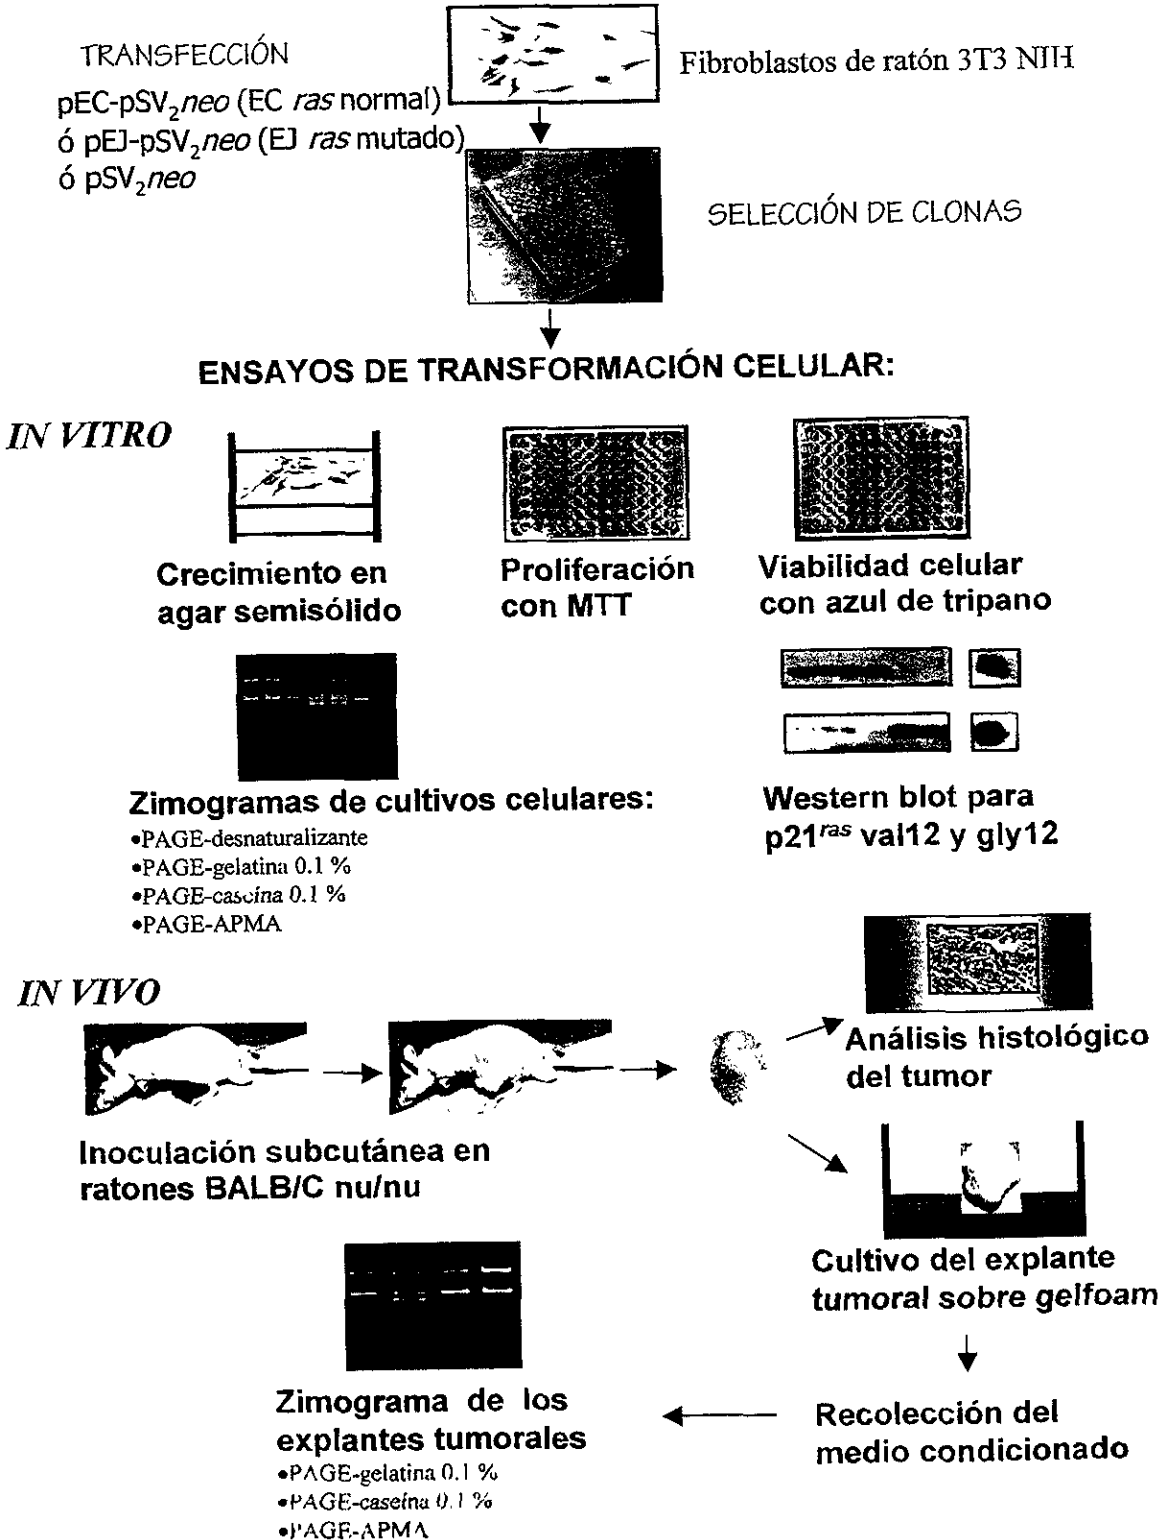 TRANSFECCIÓN
Fibroblastos de ratón 3T3 NIH
pEC-pSV₂neo (EC ras normal)
ó pEJ-pSV₂neo (EJ ras mutado)
ó pSV₂neo
SELECCIÓN DE CLONAS
ENSAYOS DE TRANSFORMACIÓN CELULAR:
IN VITRO
Crecimiento en
agar semisólido
Proliferación
con MTT
Viabilidad celular
con azul de tripano
Zimogramas de cultivos celulares:
•PAGE-desnaturalizante
•PAGE-gelatina 0.1 %
•PAGE-caseína 0.1 %
•PAGE-APMA
Western blot para
p21ʳᵃˢ val12 y gly12
IN VIVO
Inoculación subcutánea en
ratones BALB/C nu/nu
Análisis histológico
del tumor
Cultivo del explante
tumoral sobre gelfoam
Recolección del
medio condicionado
Zimograma de los
explantes tumorales
•PAGE-gelatina 0.1 %
•PAGE-caseína 0.1 %
•PAGE-APMA